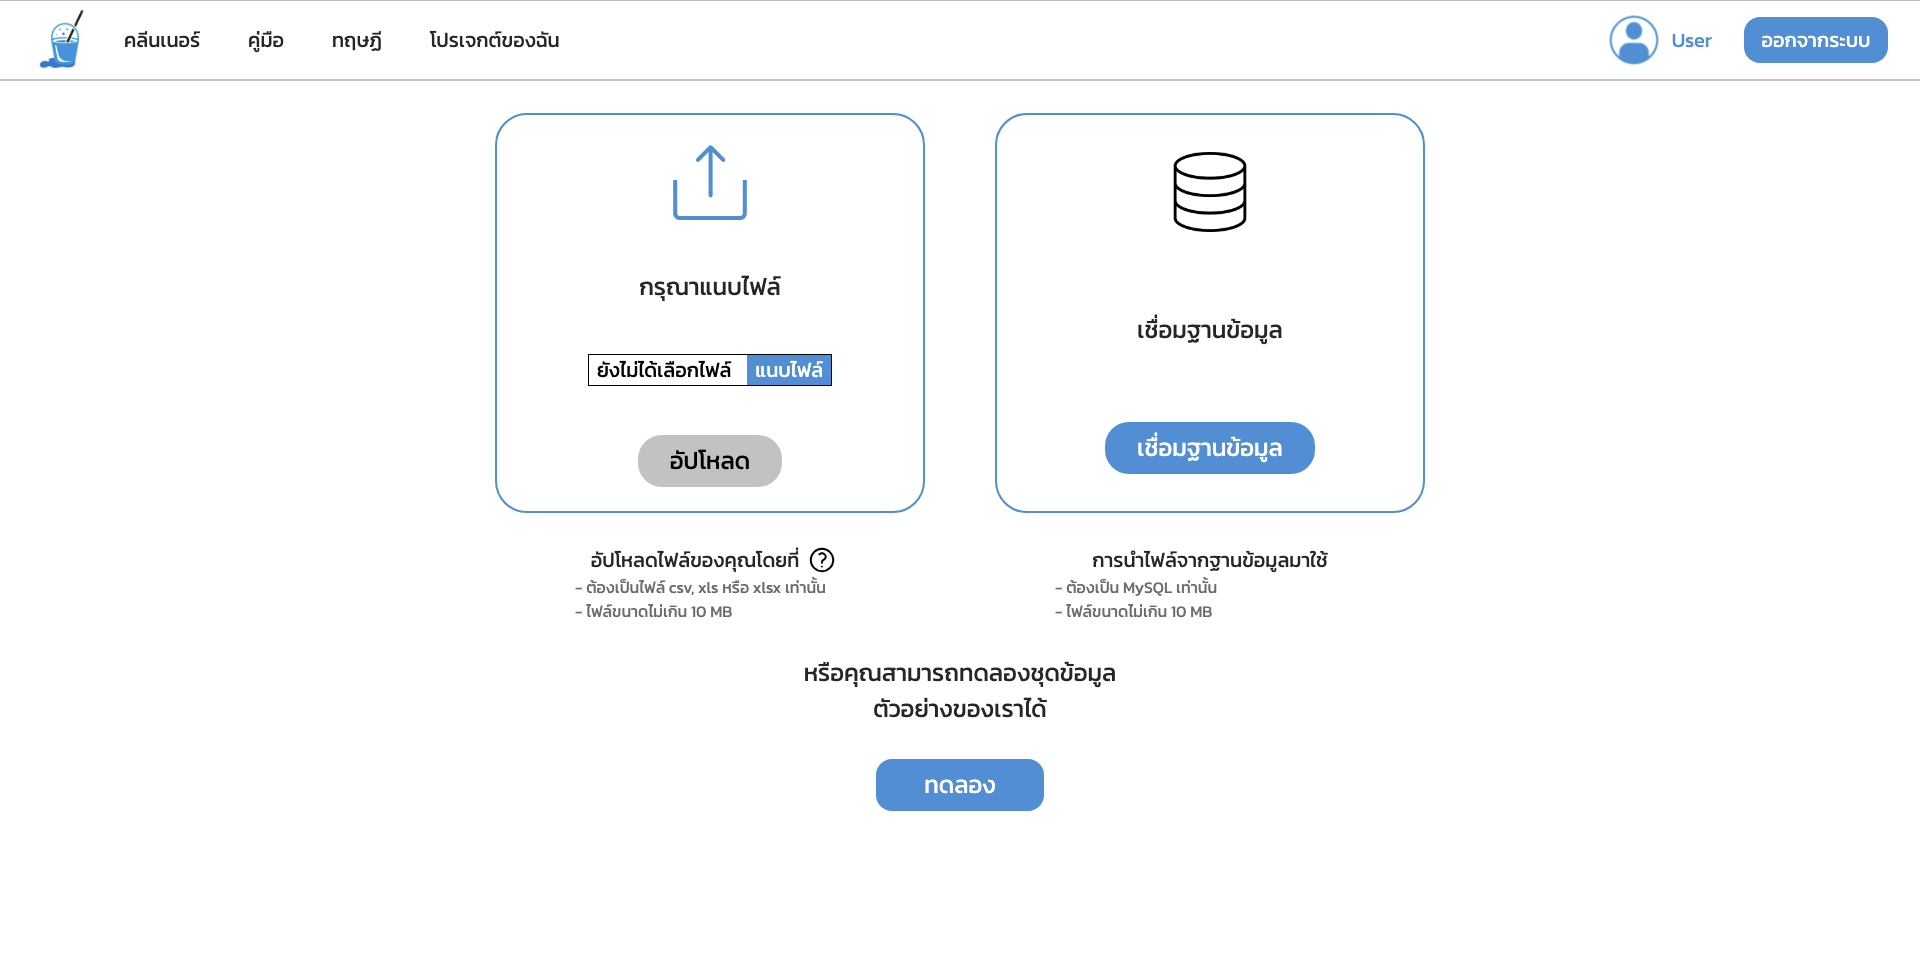 คลีนเนอร์ คู่มือ ทฤษฎี โปรเจกต์ของฉัน User ออกจากระบบ
กรุณาแนบไฟล์
ยังไม่ได้เลือกไฟล์ แนบไฟล์
อัปโหลด
เชื่อมฐานข้อมูล
เชื่อมฐานข้อมูล
อัปโหลดไฟล์ของคุณโดยที่ ?
- ต้องเป็นไฟล์ csv, xls หรือ xlsx เท่านั้น
- ไฟล์ขนาดไม่เกิน 10 MB
การนำไฟล์จากฐานข้อมูลมาใช้
- ต้องเป็น MySQL เท่านั้น
- ไฟล์ขนาดไม่เกิน 10 MB
หรือคุณสามารถทดลองชุดข้อมูล
ตัวอย่างของเราได้
ทดลอง